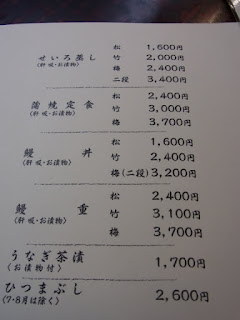 せいろ蒸し 松 1,600円
(肝吸・お漬物) 竹 2,000円
梅 2,400円
二段 3,400円
蒲焼定食 松 2,400円
(肝吸・お漬物) 竹 3,000円
梅 3,700円
鰻丼 松 1,600円
(肝吸・お漬物) 竹 2,400円
梅(二段) 3,200円
鰻重 松 2,400円
(肝吸・お漬物) 竹 3,100円
梅 3,700円
うなぎ茶漬 1,700円
(お漬物付)
ひつまぶし 2,600円
(7・8月は除く)